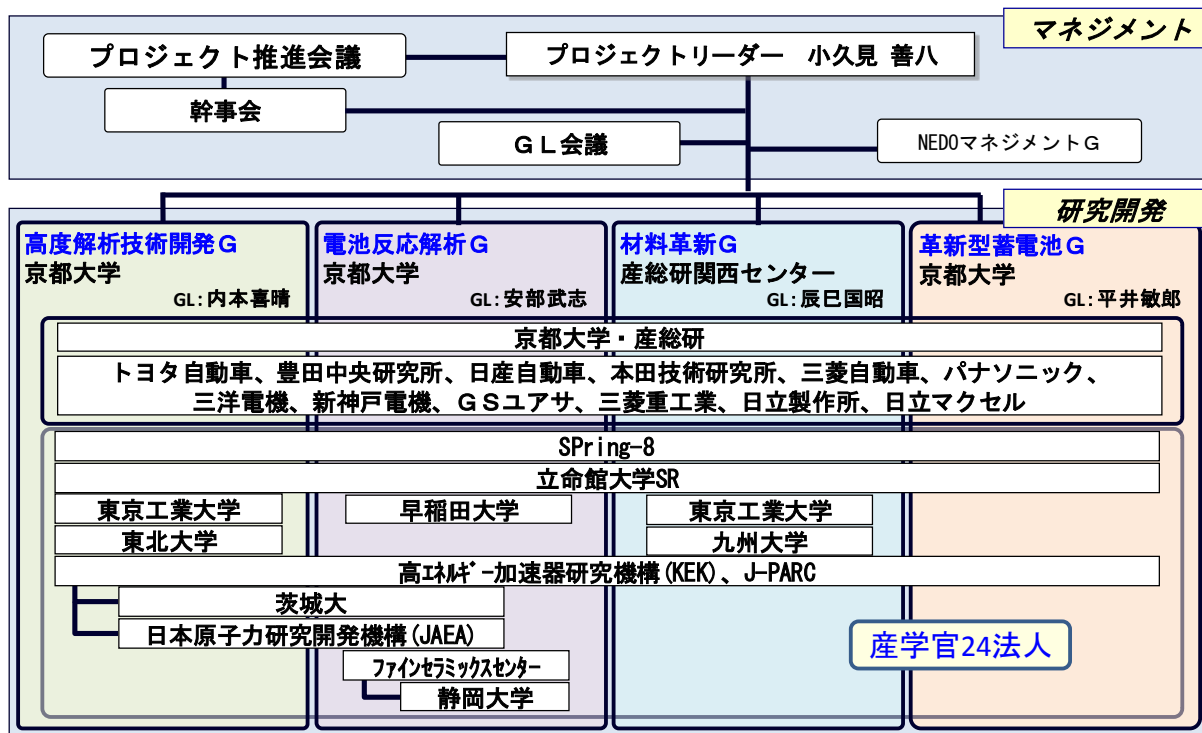 マネジメント
プロジェクト推進会議
プロジェクトリーダー　小久見 善八
幹事会
ＧＬ会議
NEDOマネジメントＧ
研究開発
高度解析技術開発Ｇ
京都大学
GL：内本喜晴
電池反応解析Ｇ
京都大学
GL：安部武志
材料革新Ｇ
産総研関西センター
GL：辰巳国昭
革新型蓄電池Ｇ
京都大学
GL：平井敏郎
京都大学・産総研
トヨタ自動車、豊田中央研究所、日産自動車、本田技術研究所、三菱自動車、パナソニック、
三洋電機、新神戸電機、ＧＳユアサ、三菱重工業、日立製作所、日立マクセル
SPring-8
立命館大学SR
東京工業大学
早稲田大学
東京工業大学
東北大学
九州大学
高ｴﾈﾙｷﾞｰ加速器研究機構(KEK)、J-PARC
茨城大
日本原子力研究開発機構(JAEA)
ﾌｧｲﾝｾﾗﾐｯｸｽｾﾝﾀｰ
静岡大学
産学官24法人